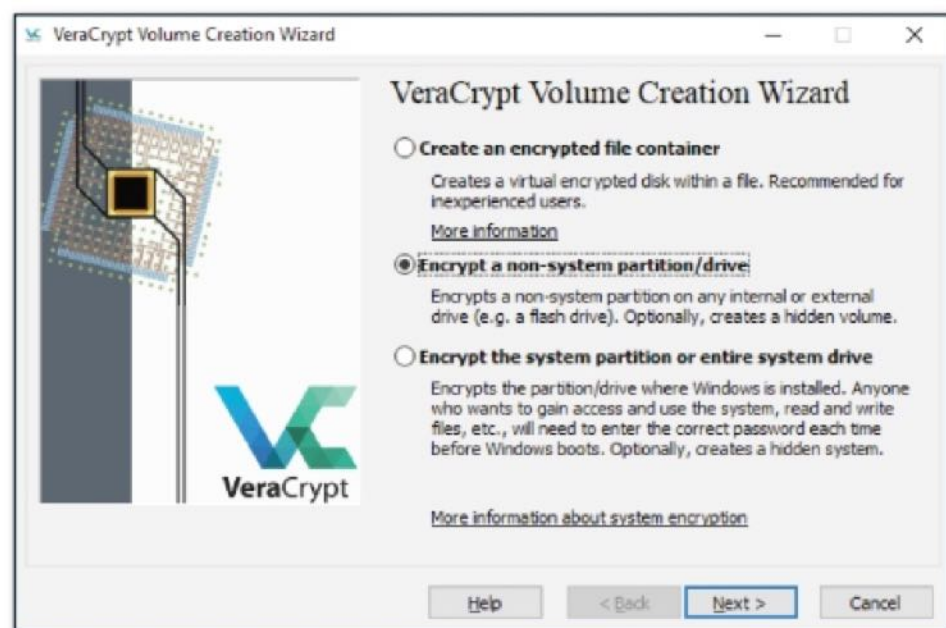 VeraCrypt Volume Creation Wizard
VeraCrypt Volume Creation Wizard
Create an encrypted file container
Creates a virtual encrypted disk within a file. Recommended for
inexperienced users.
More information
Encrypt a non-system partition/drive
Encrypts a non-system partition on any internal or external
drive (e.g. a flash drive). Optionally, creates a hidden volume.
Encrypt the system partition or entire system drive
Encrypts the partition/drive where Windows is installed. Anyone
who wants to gain access and use the system, read and write
files, etc., will need to enter the correct password each time
before Windows boots. Optionally, creates a hidden system.
VeraCrypt
More information about system encryption
Help < Back Next > Cancel